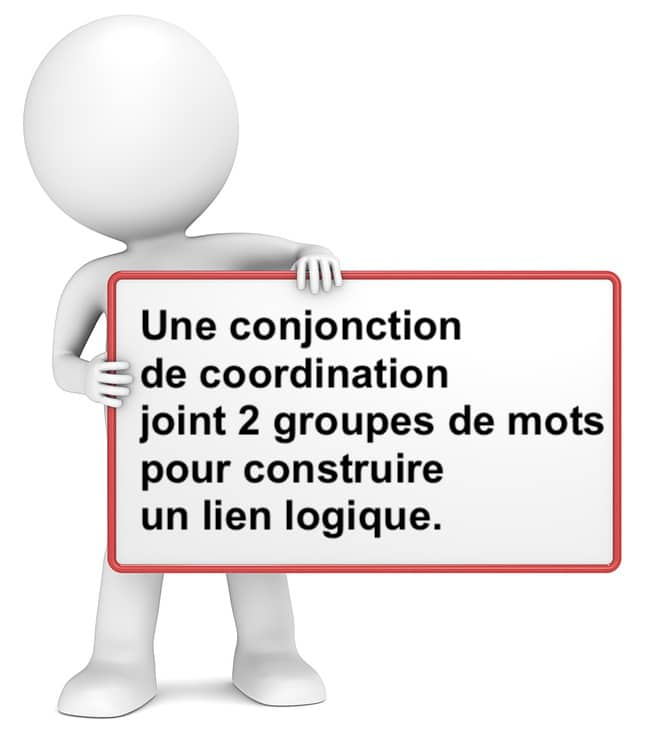 Une conjonction
de coordination
joint 2 groupes de mots
pour construire
un lien logique.